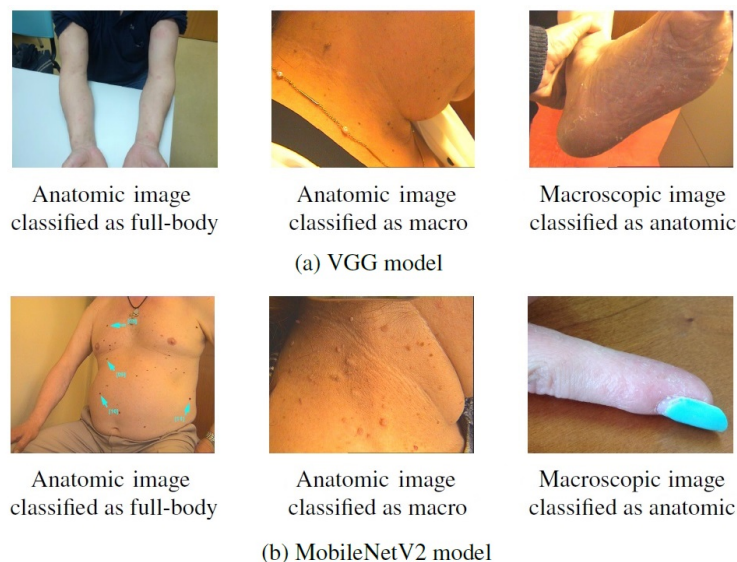 Anatomic image
classified as full-body
Anatomic image
classified as macro
Macroscopic image
classified as anatomic
(a) VGG model
Anatomic image
classified as full-body
Anatomic image
classified as macro
Macroscopic image
classified as anatomic
(b) MobileNetV2 model